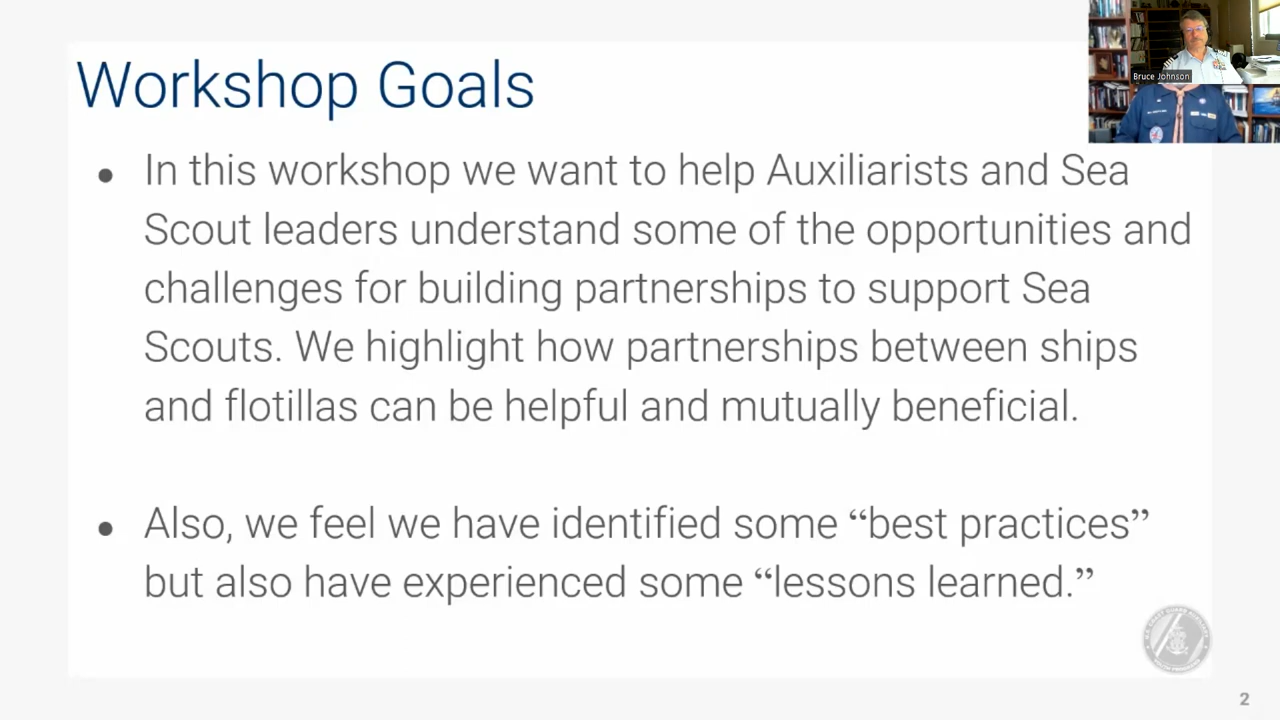 Workshop Goals
Bruce Johnson
• In this workshop we want to help Auxiliarists and Sea
Scout leaders understand some of the opportunities and
challenges for building partnerships to support Sea
Scouts. We highlight how partnerships between ships
and flotillas can be helpful and mutually beneficial.
• Also, we feel we have identified some “best practices”
but also have experienced some “lessons learned.”
2